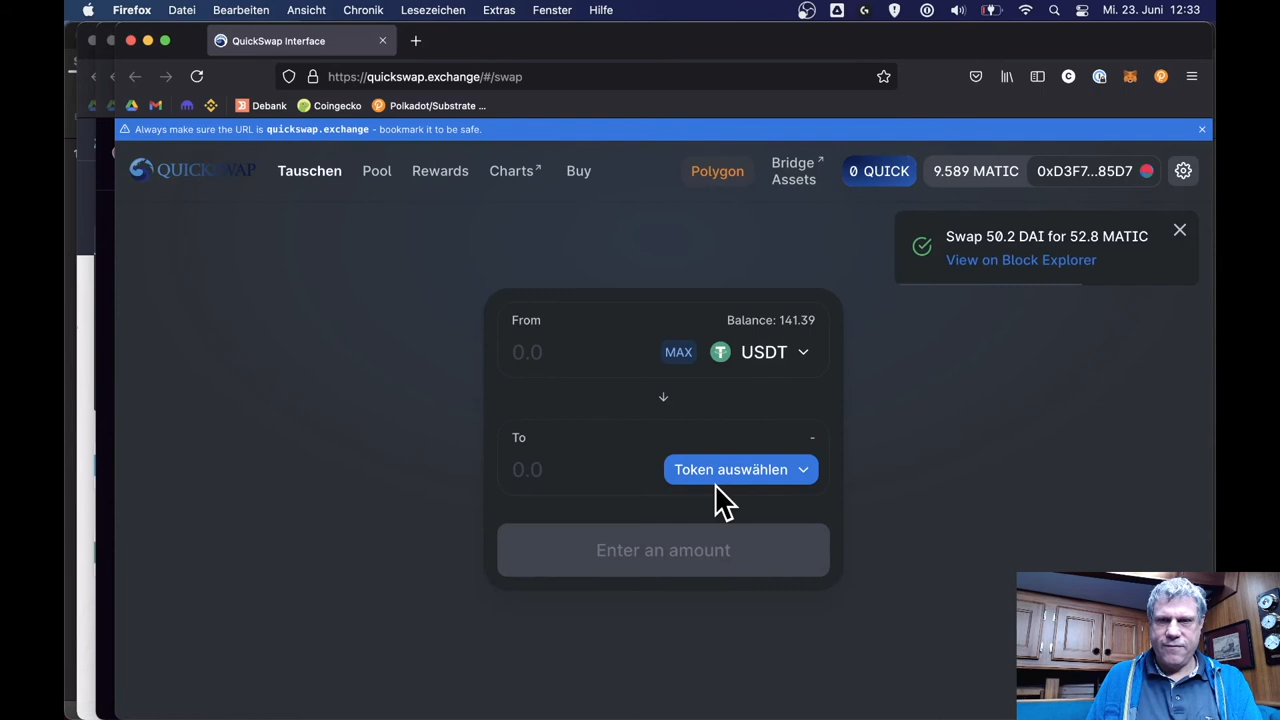 Firefox Datei Bearbeiten Ansicht Chronik Lesezeichen Extras Fenster Hilfe Mi. 23. Juni 12:33
QuickSwap Interface
https://quickswap.exchange/#/swap
Debank Coingecko Polkadot/Substrate ...
Always make sure the URL is quickswap.exchange - bookmark it to be safe.
QUICKSWAP Tauschen Pool Rewards Charts↗ Buy Polygon Bridge↗ Assets 0 QUICK 9.589 MATIC 0xD3F7...85D7
Swap 50.2 DAI for 52.8 MATIC
View on Block Explorer
From Balance: 141.39
0.0 MAX USDT
To -
0.0 Token auswählen
Enter an amount